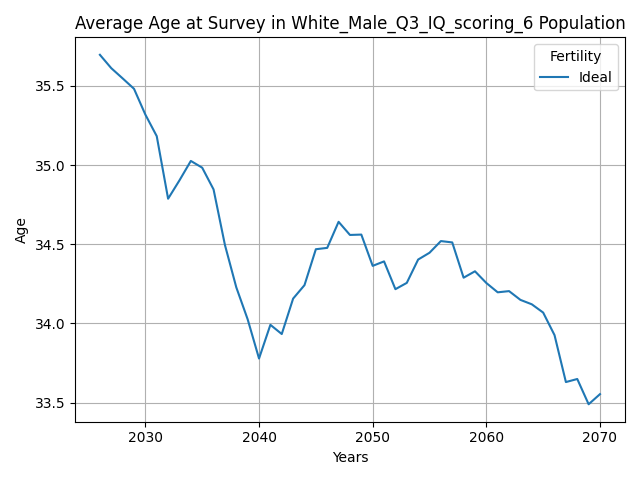 Average Age at Survey in White_Male_Q3_IQ_scoring_6 Population
Fertility
Ideal
35.5
35.0
34.5
34.0
33.5
Age
2030
2040
2050
2060
2070
Years